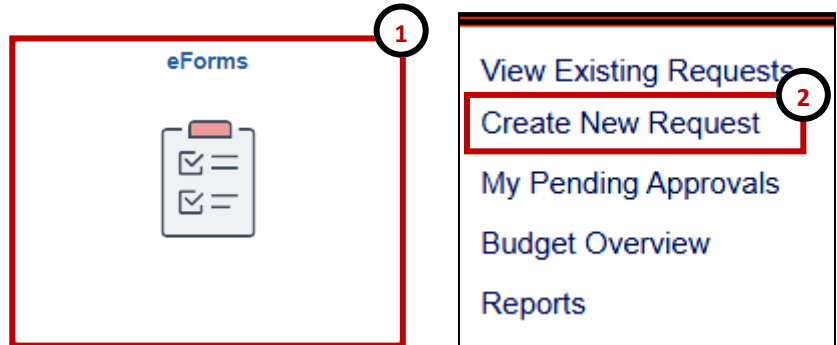 1
eForms
View Existing Requests
2
Create New Request
My Pending Approvals
Budget Overview
Reports